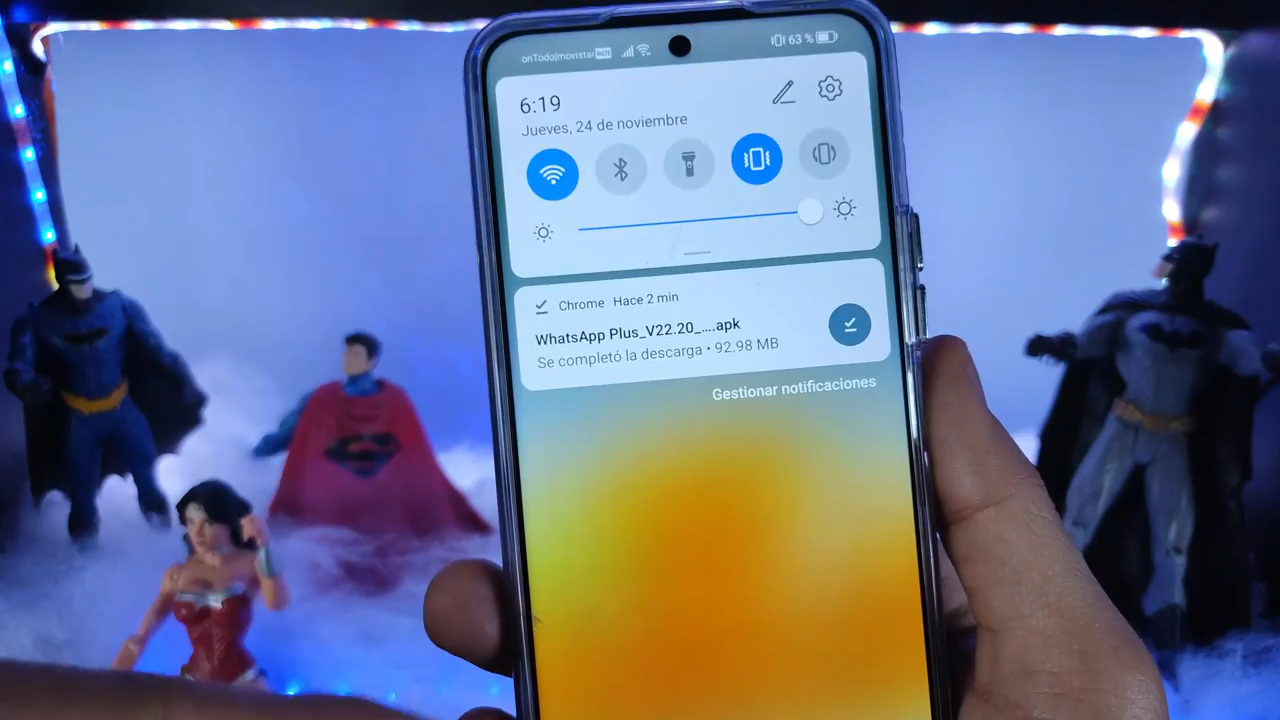 onTodo|movistar VoLTE 63 %
6:19
Jueves, 24 de noviembre
Chrome Hace 2 min
WhatsApp Plus_V22.20_....apk
Se completó la descarga • 92.98 MB
Gestionar notificaciones